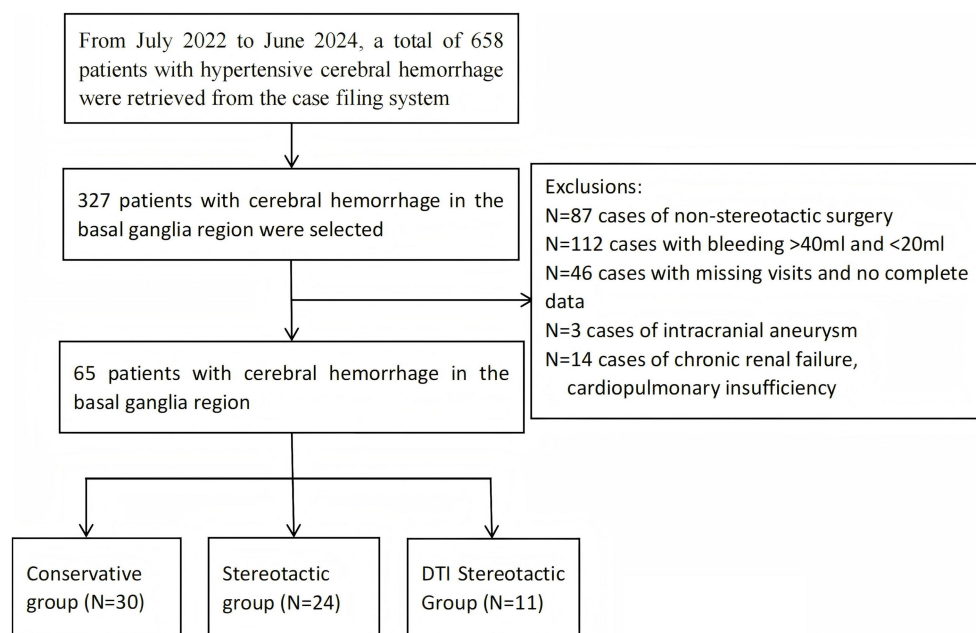 From July 2022 to June 2024, a total of 658
patients with hypertensive cerebral hemorrhage
were retrieved from the case filing system
327 patients with cerebral hemorrhage in the
basal ganglia region were selected
Exclusions:
N=87 cases of non-stereotactic surgery
N=112 cases with bleeding >40ml and <20ml
N=46 cases with missing visits and no complete
data
N=3 cases of intracranial aneurysm
N=14 cases of chronic renal failure,
cardiopulmonary insufficiency
65 patients with cerebral hemorrhage in the
basal ganglia region
Conservative
group (N=30)
Stereotactic
group (N=24)
DTI Stereotactic
Group (N=11)